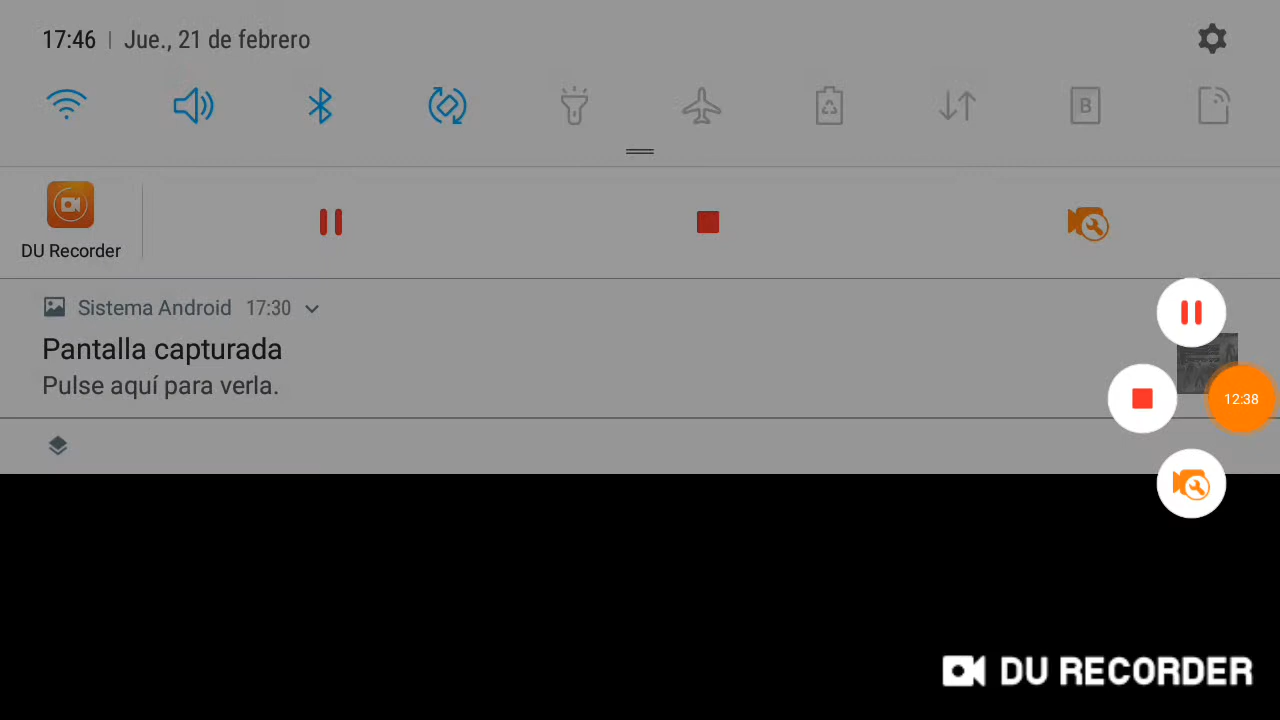 17:46 | Jue., 21 de febrero
B
DU Recorder
Sistema Android 17:30
Pantalla capturada
Pulse aquí para verla.
12:38
DU RECORDER